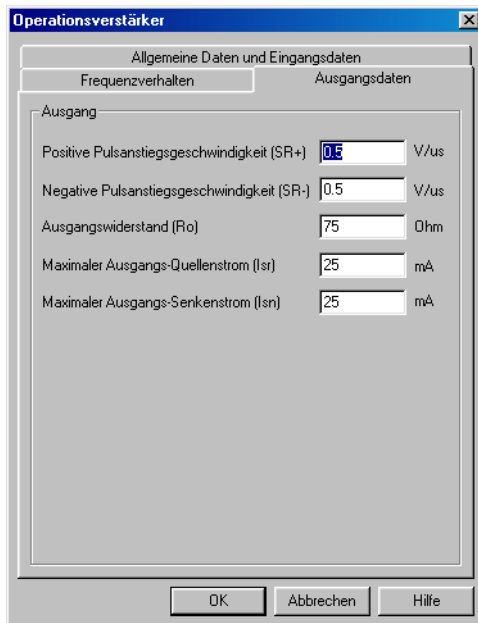 Operationsverstärker
Allgemeine Daten und Eingangsdaten
Frequenzverhalten Ausgangsdaten
Ausgang
Positive Pulsanstiegsgeschwindigkeit (SR+) 0.5 V/us
Negative Pulsanstiegsgeschwindigkeit (SR-) 0.5 V/us
Ausgangswiderstand (Ro) 75 Ohm
Maximaler Ausgangs-Quellenstrom (Isr) 25 mA
Maximaler Ausgangs-Senkenstrom (Isn) 25 mA
OK Abbrechen Hilfe